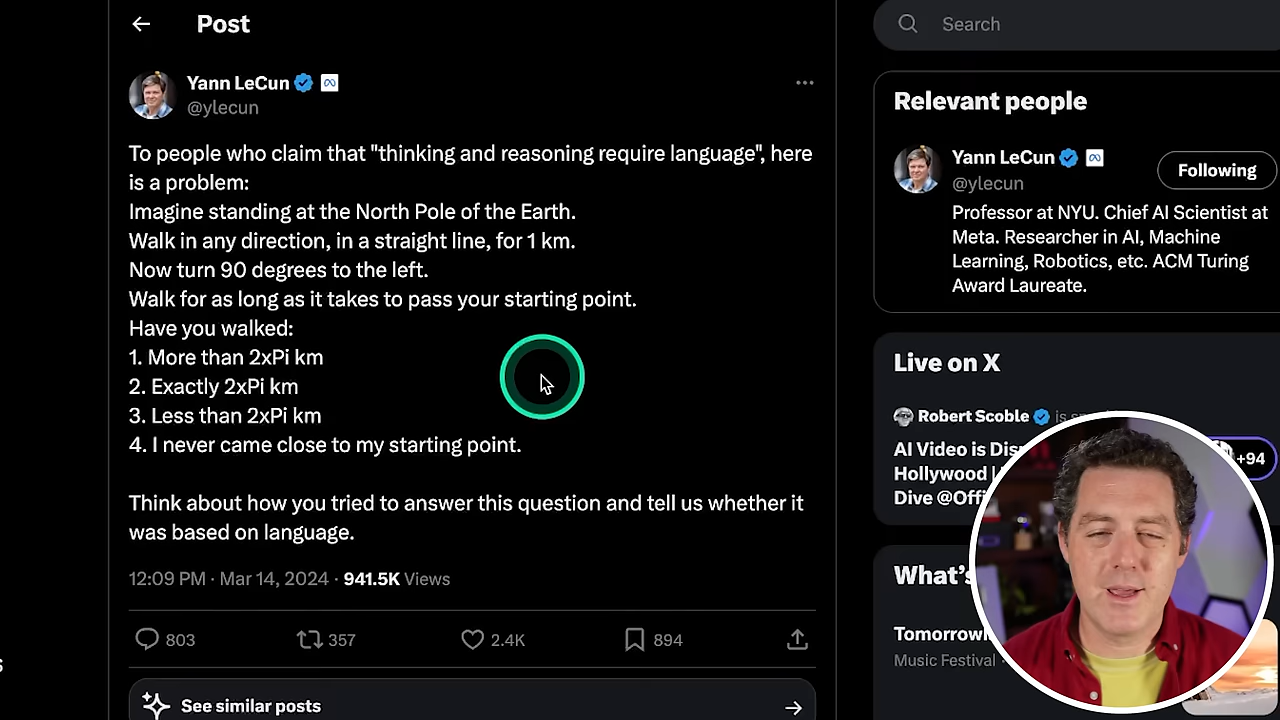 Post
Yann LeCun
@ylecun
To people who claim that "thinking and reasoning require language", here
is a problem:
Imagine standing at the North Pole of the Earth.
Walk in any direction, in a straight line, for 1 km.
Now turn 90 degrees to the left.
Walk for as long as it takes to pass your starting point.
Have you walked:
1. More than 2xPi km
2. Exactly 2xPi km
3. Less than 2xPi km
4. I never came close to my starting point.
Think about how you tried to answer this question and tell us whether it
was based on language.
12:09 PM · Mar 14, 2024 · 941.5K Views
803 357 2.4K 894
See similar posts
Search
Relevant people
Yann LeCun
@ylecun
Following
Professor at NYU. Chief AI Scientist at
Meta. Researcher in AI, Machine
Learning, Robotics, etc. ACM Turing
Award Laureate.
Live on X
Robert Scoble is
AI Video is
Hollywood |
Dive
+94
What's
Music Festival